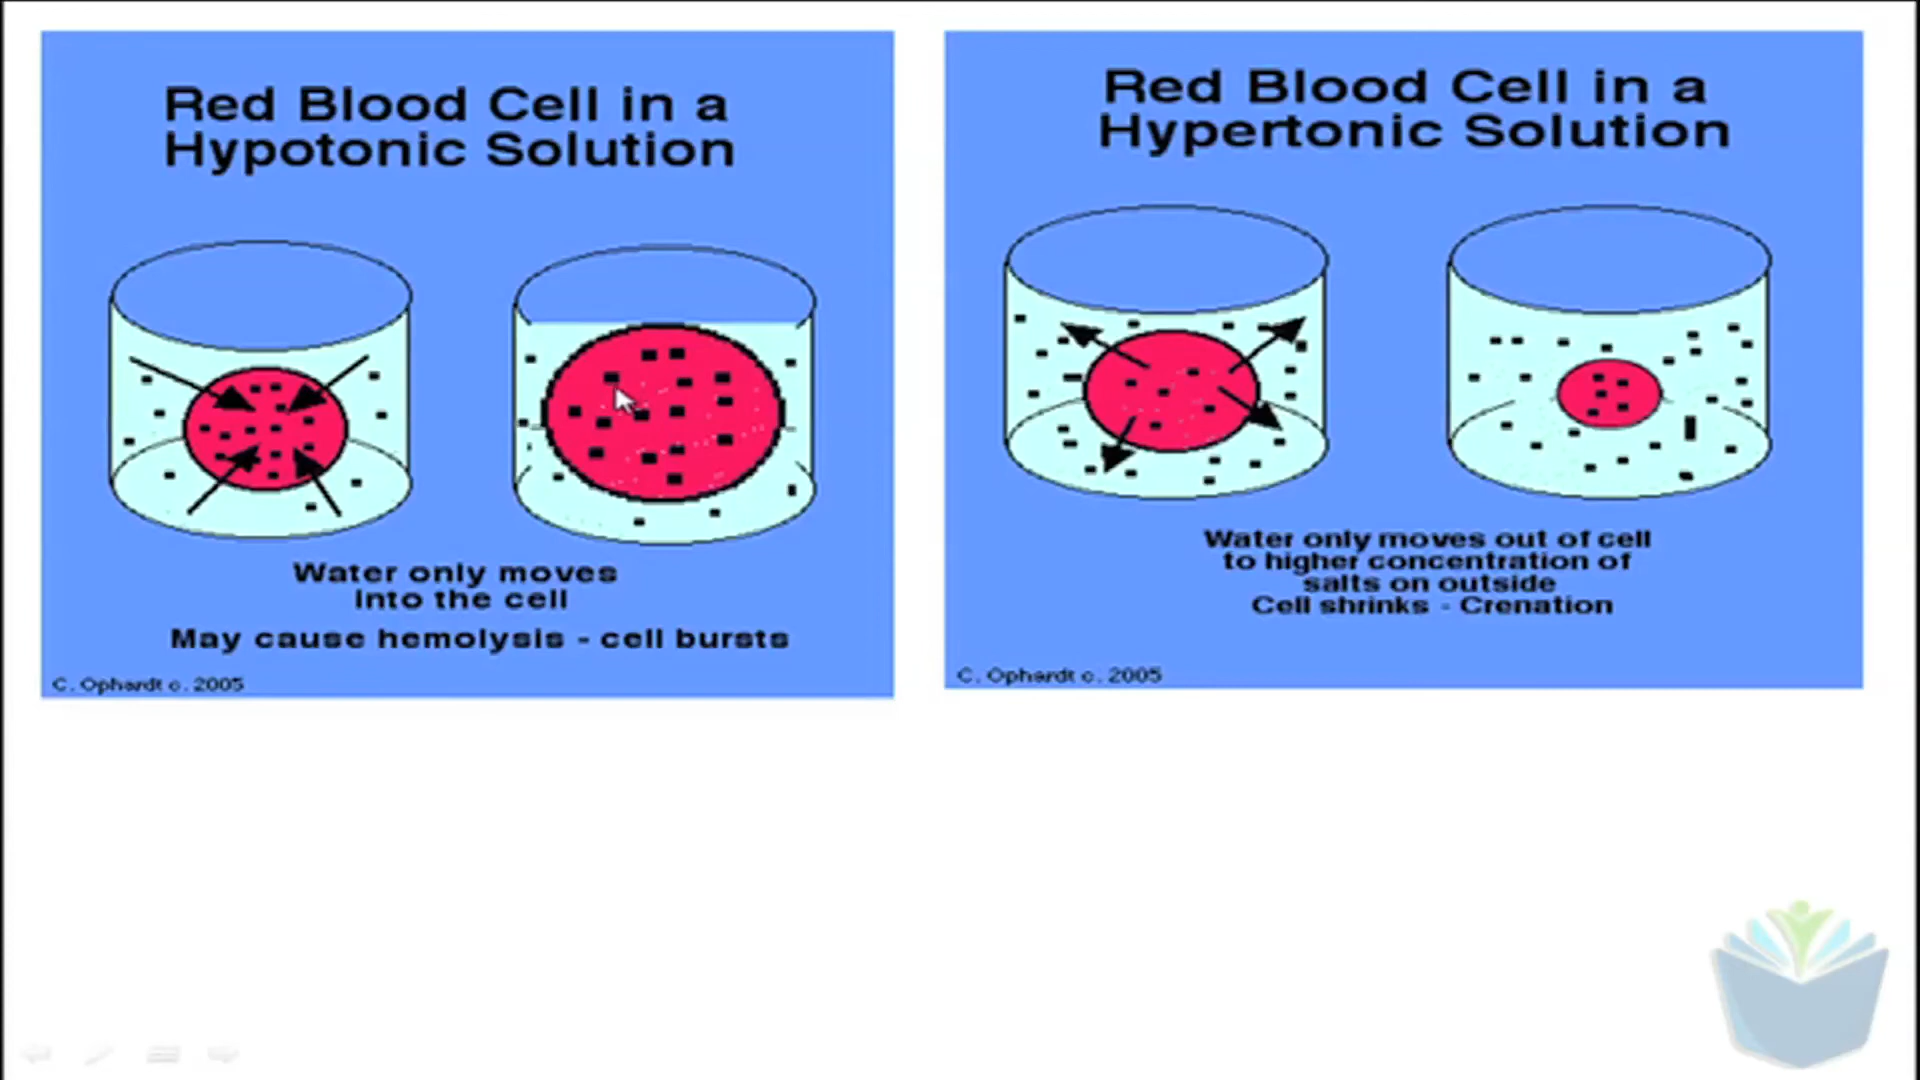 Red Blood Cell in a
Hypotonic Solution
Water only moves
into the cell
May cause hemolysis - cell bursts
C. Ophardt c. 2005
Red Blood Cell in a
Hypertonic Solution
Water only moves out of cell
to higher concentration of
salts on outside
Cell shrinks - Crenation
C. Ophardt c. 2005